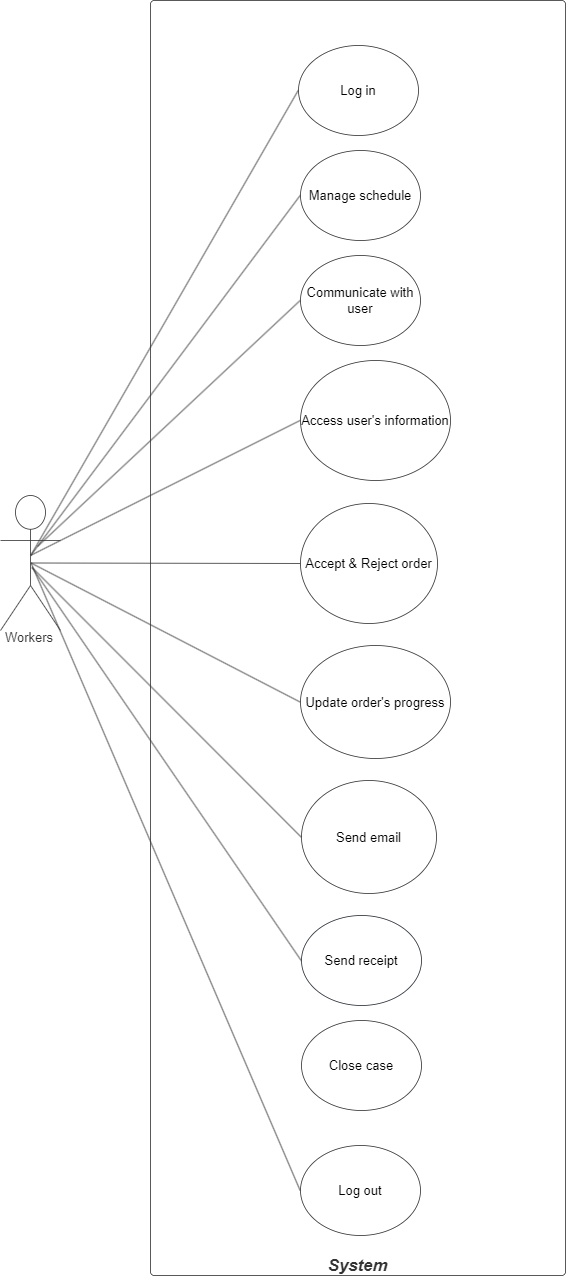 Log in
Manage schedule
Communicate with
user
Access user's information
Accept & Reject order
Workers
Update order's progress
Send email
Send receipt
Close case
Log out
System